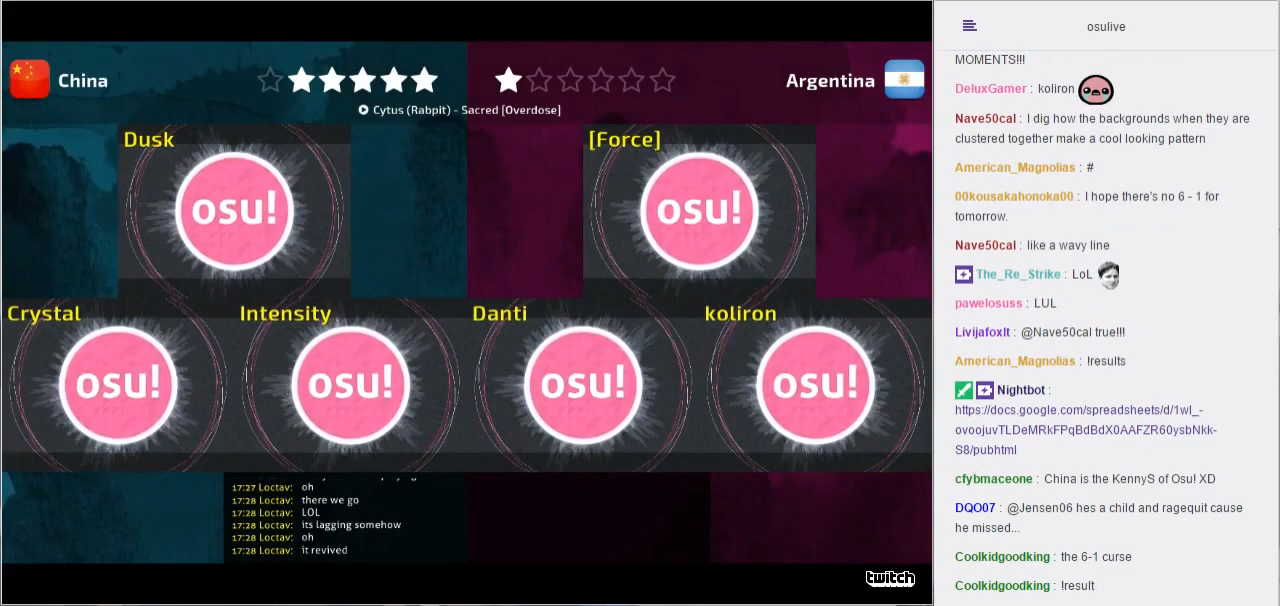 China
Argentina
Cytus (Rabpit) - Sacred [Overdose]
Dusk
[Force]
osu!
osu!
Crystal
Intensity
Danti
koliron
osu!
osu!
osu!
osu!
17:27 Loctav: oh
17:28 Loctav: there we go
17:28 Loctav: LOL
17:28 Loctav: its lagging somehow
17:28 Loctav: oh
17:28 Loctav: it revived
twitch
osulive
MOMENTS!!!
DeluxGamer : koliron
Nave50cal : I dig how the backgrounds when they are
clustered together make a cool looking pattern
American_Magnolias : #
00kousakahonoka00 : I hope there's no 6 - 1 for
tomorrow.
Nave50cal : like a wavy line
The_Re_Strike : LoL
pawelosuss : LUL
Livijafoxlt : @Nave50cal true!!!
American_Magnolias : !results
Nightbot :
https://docs.google.com/spreadsheets/d/1wl_-
ovoojuvTLDeMRkFPqBdBdX0AAFZR60ysbNkk-
S8/pubhtml
cfybmaceone : China is the KennyS of Osu! XD
DQO07 : @Jensen06 hes a child and ragequit cause
he missed...
Coolkidgoodking : the 6-1 curse
Coolkidgoodking : !result